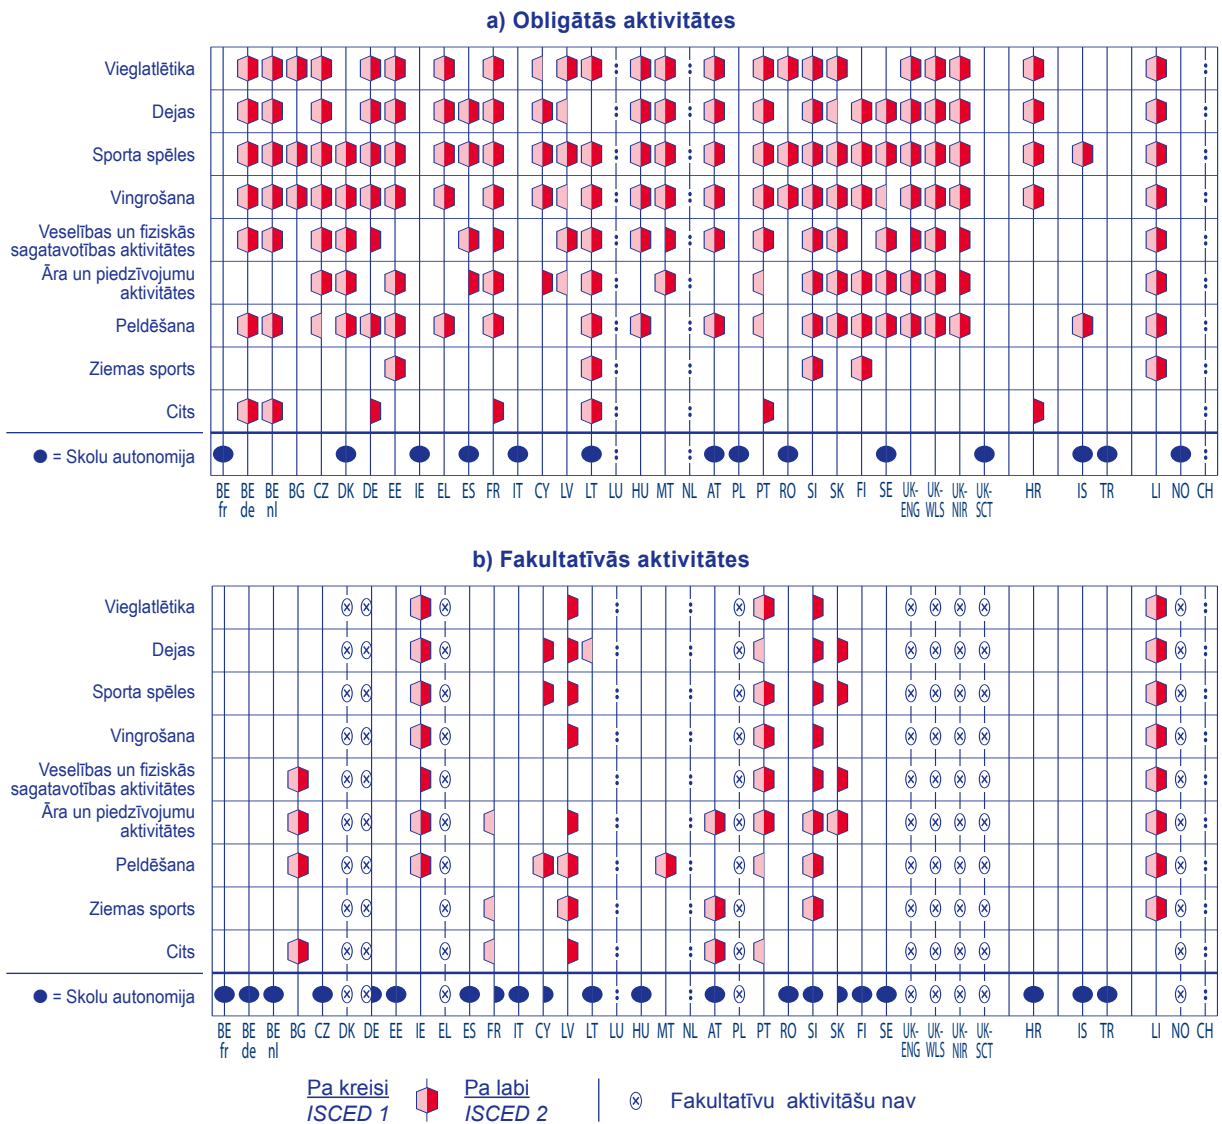 a) Obligātās aktivitātes
Vieglatlētika
Dejas
Sporta spēles
Vingrošana
Veselības un fiziskās
sagatavotības aktivitātes
Āra un piedzīvojumu
aktivitātes
Peldēšana
Ziemas sports
Cits
= Skolu autonomija
BE fr BE de BE nl BG CZ DK DE EE IE EL ES FR IT CY LV LT LU HU MT NL AT PL PT RO SI SK FI SE UK-ENG UK-WLS UK-NIR UK-SCT HR IS TR LI NO CH
b) Fakultatīvās aktivitātes
Vieglatlētika
Dejas
Sporta spēles
Vingrošana
Veselības un fiziskās
sagatavotības aktivitātes
Āra un piedzīvojumu
aktivitātes
Peldēšana
Ziemas sports
Cits
= Skolu autonomija
BE fr BE de BE nl BG CZ DK DE EE IE EL ES FR IT CY LV LT LU HU MT NL AT PL PT RO SI SK FI SE UK-ENG UK-WLS UK-NIR UK-SCT HR IS TR LI NO CH
Pa kreisi Pa labi
ISCED 1 ISCED 2
Fakultatīvu aktivitāšu nav